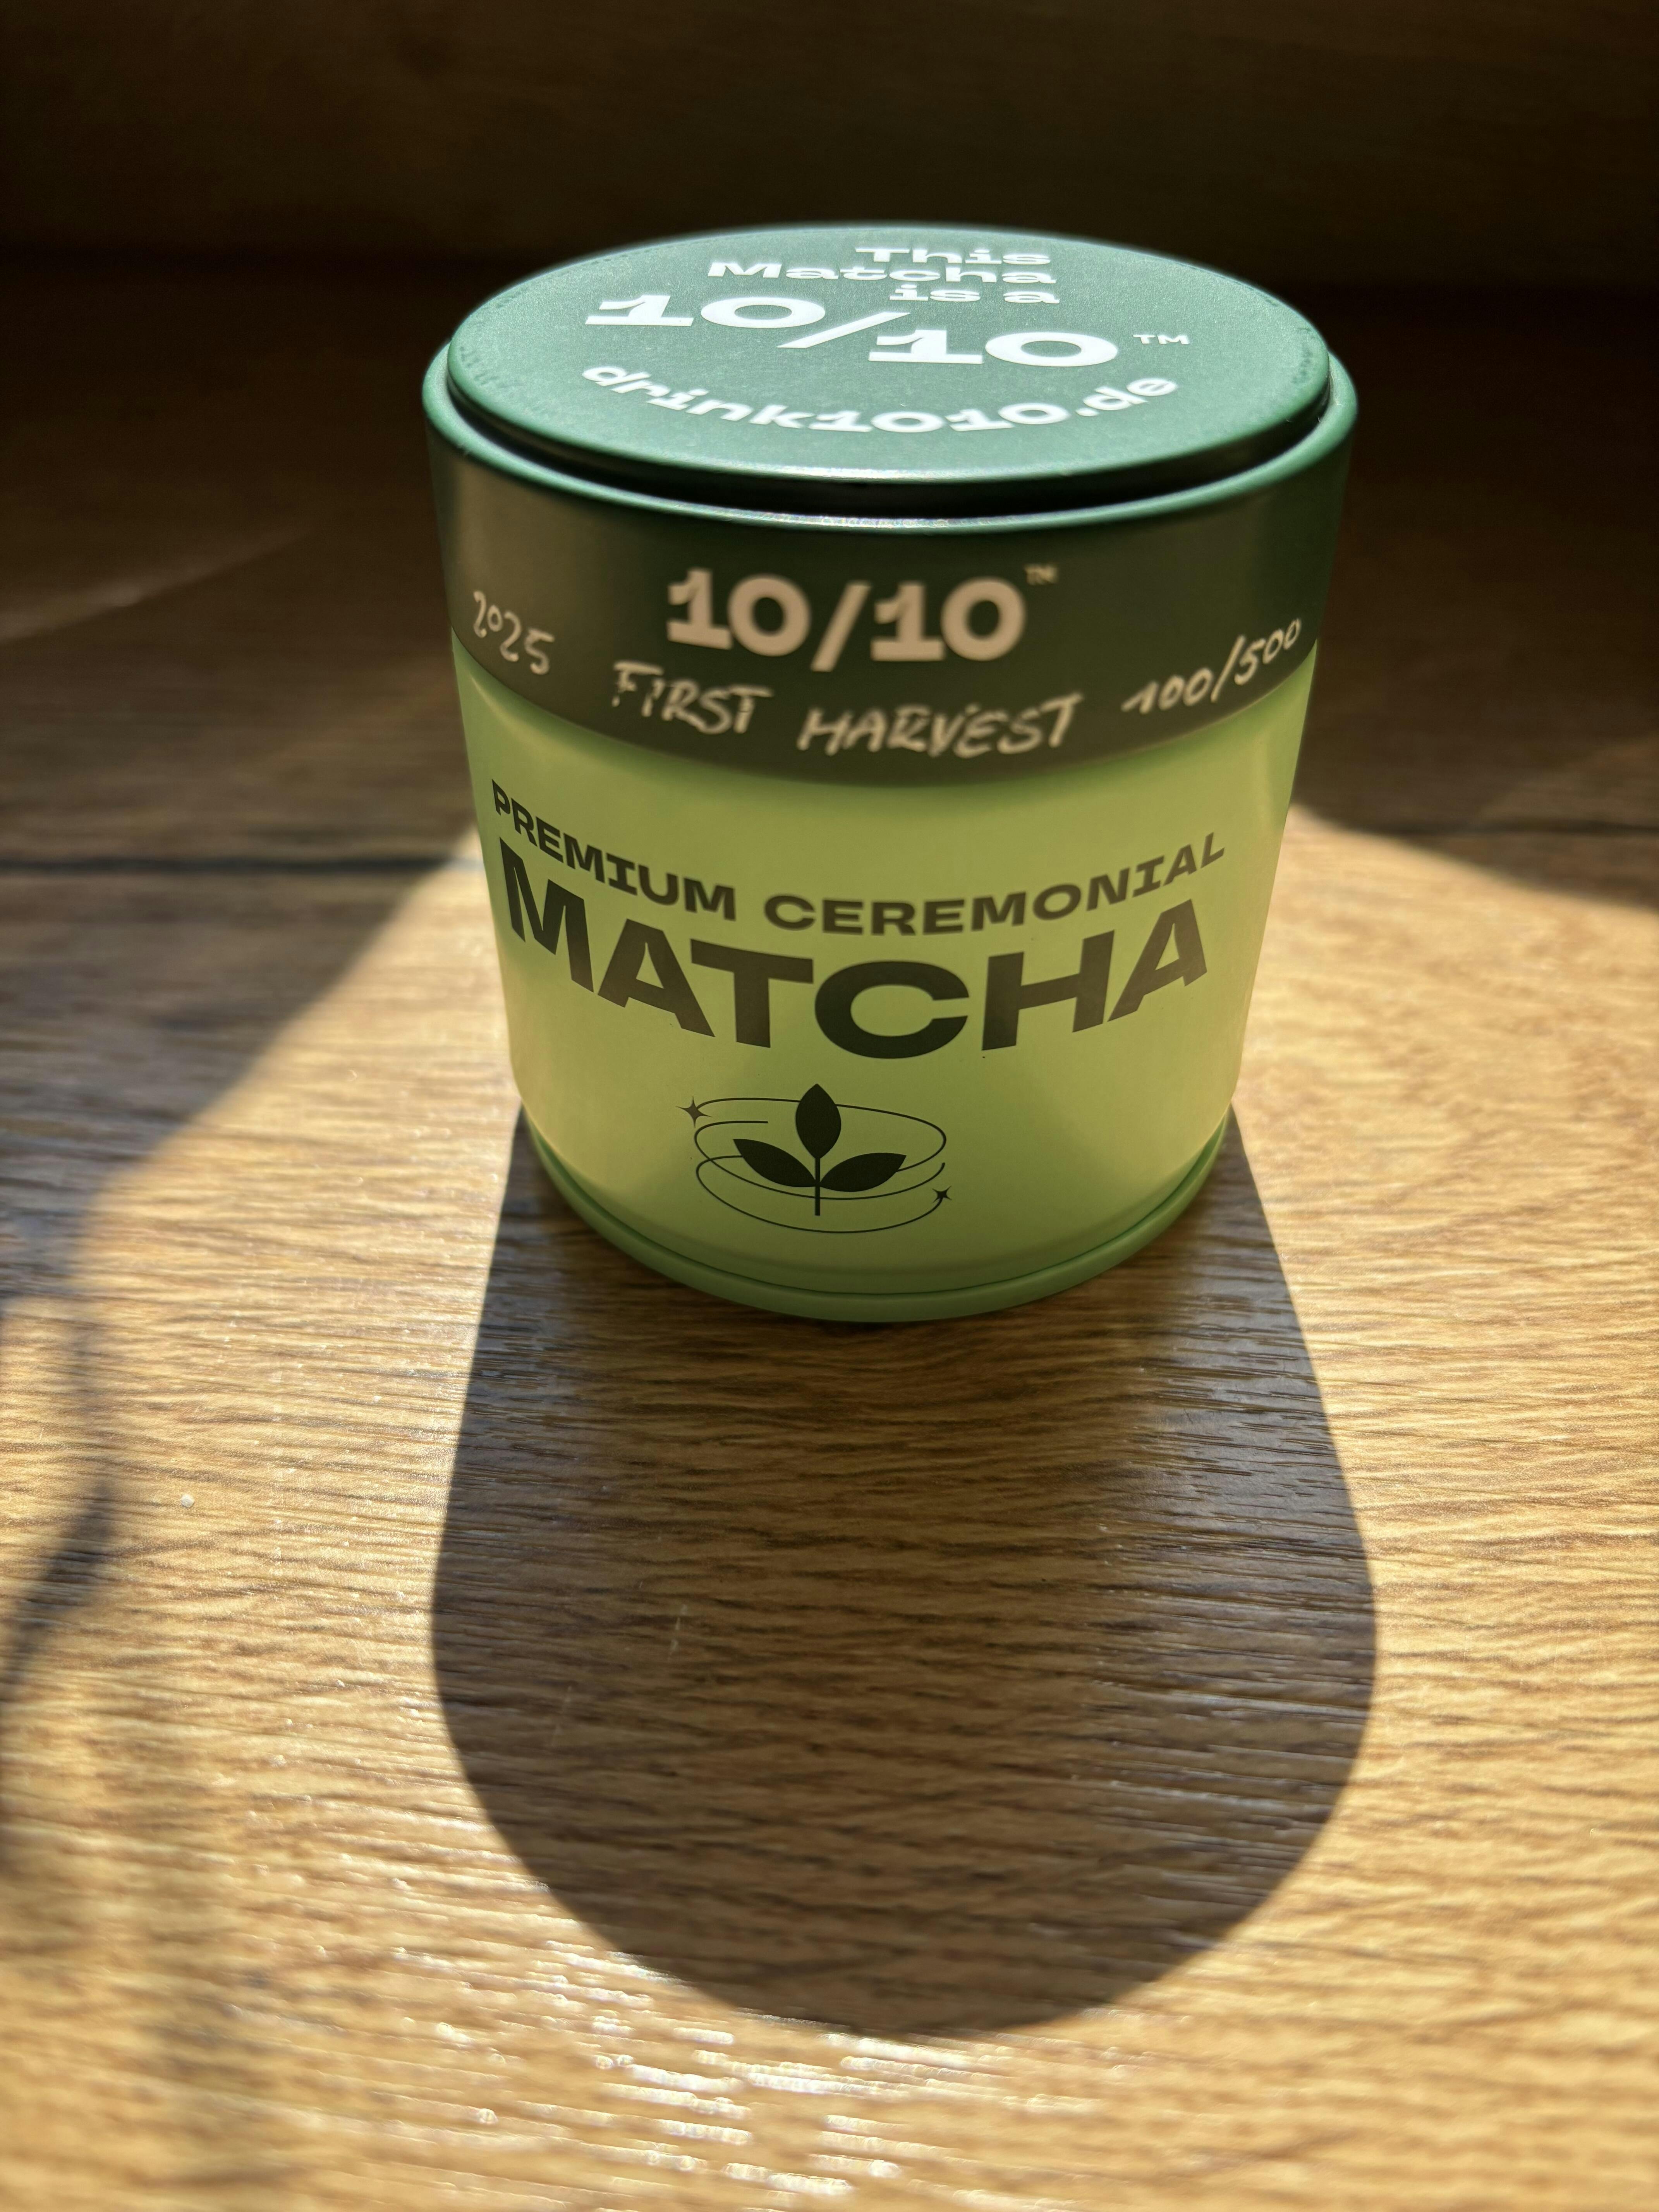 This
Matcha
is a
10/10™
drink1010.de
10/10™
2025 FIRST HARVEST 100/500
PREMIUM CEREMONIAL
MATCHA